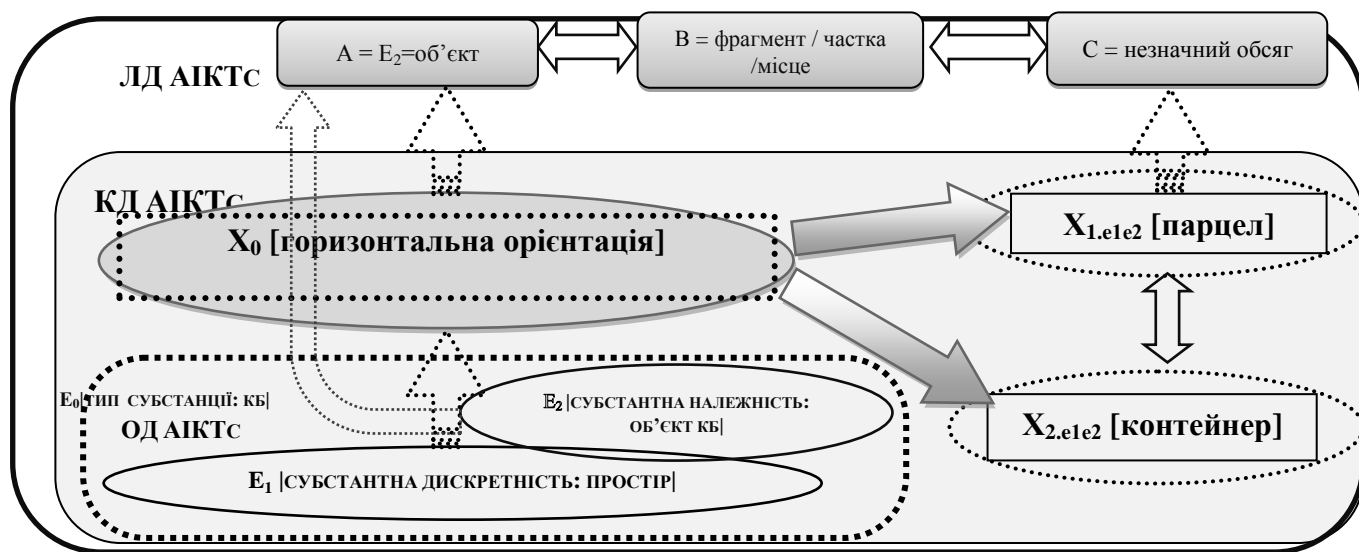 A = E₂=об’єкт
B = фрагмент / частка
/місце
C = незначний обсяг
ЛД АІКТС
КД АІКТС
X₀ [горизонтальна орієнтація]
X₁.e1e2 [парцел]
E₀|ТИП СУБСТАНЦІЇ: КБ|
ОД АІКТС
𝔼₂ |СУБСТАНТНА НАЛЕЖНІСТЬ:
ОБ’ЄКТ КБ|
X₂.e1e2 [контейнер]
E₁ |СУБСТАНТНА ДИСКРЕТНІСТЬ: ПРОСТІР|